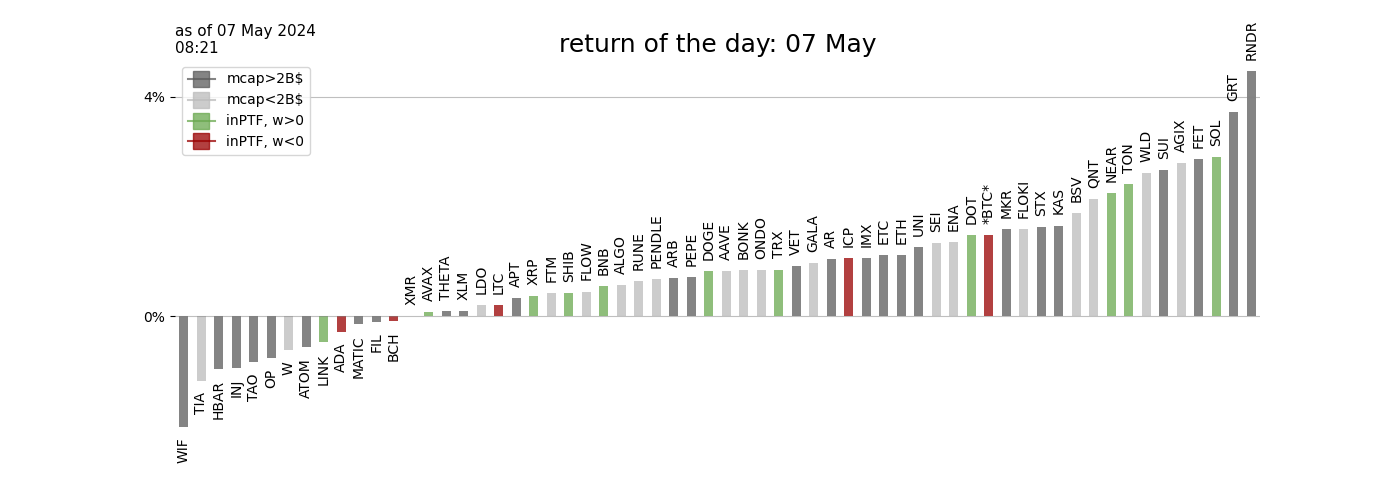 as of 07 May 2024
08:21
return of the day: 07 May
mcap>2B$
mcap<2B$
inPTF, w>0
inPTF, w<0
4%
0%
WIF
TIA
HBAR
INJ
TAO
OP
W
ATOM
LINK
ADA
MATIC
FIL
BCH
XMR
AVAX
THETA
XLM
LDO
LTC
APT
XRP
FTM
SHIB
FLOW
BNB
ALGO
RUNE
PENDLE
ARB
PEPE
DOGE
AAVE
BONK
ONDO
TRX
VET
GALA
AR
ICP
IMX
ETC
ETH
UNI
SEI
ENA
DOT
*BTC*
MKR
FLOKI
STX
KAS
BSV
QNT
NEAR
TON
WLD
SUI
AGIX
FET
SOL
GRT
RNDR